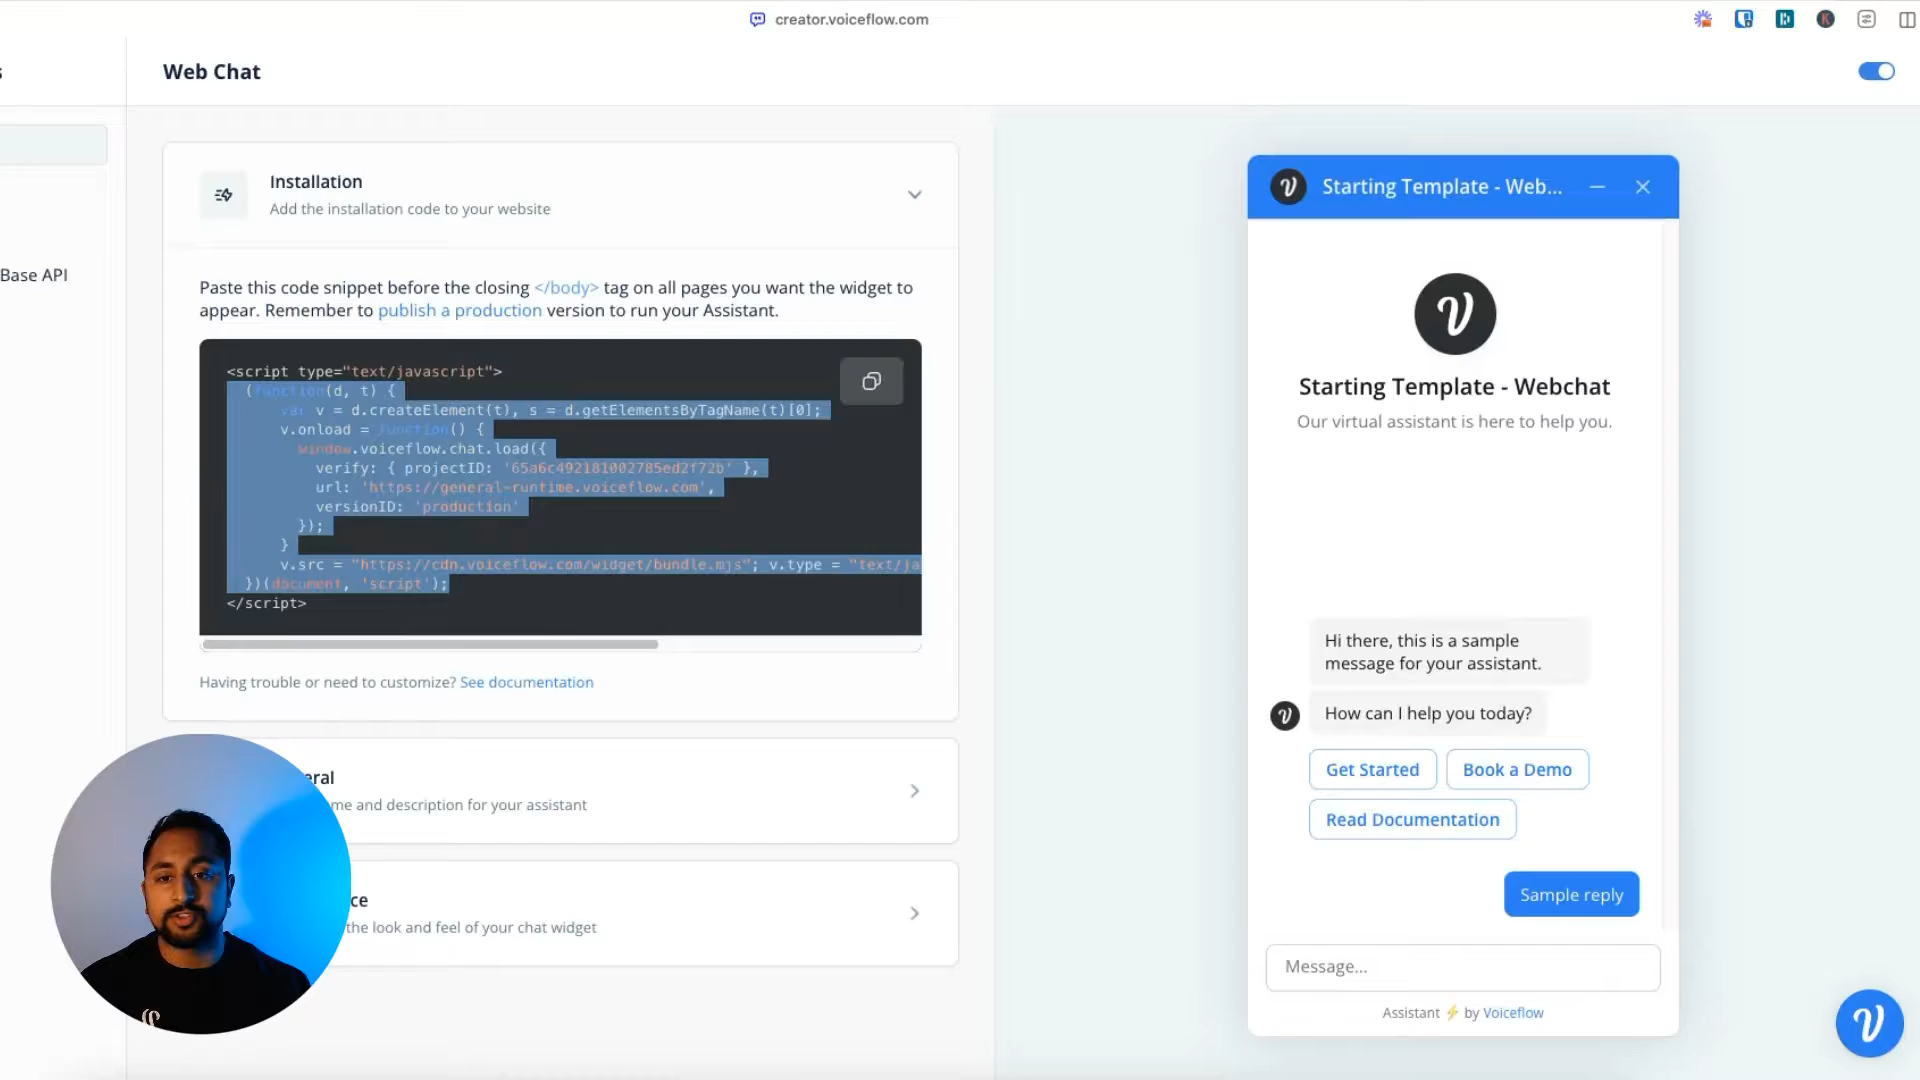 creator.voiceflow.com
s
Web Chat
Installation
Add the installation code to your website
Base API
Paste this code snippet before the closing </body> tag on all pages you want the widget to
appear. Remember to publish a production version to run your Assistant.
<script type="text/javascript">
(function(d, t) {
var v = d.createElement(t), s = d.getElementsByTagName(t)[0];
v.onload = function() {
window.voiceflow.chat.load({
verify: { projectID: '65a6c492181002785ed2f72b' },
url: 'https://general-runtime.voiceflow.com',
versionID: 'production'
});
}
v.src = "https://cdn.voiceflow.com/widget/bundle.mjs"; v.type = "text/ja
})(document, 'script');
</script>
Having trouble or need to customize? See documentation
eral
me and description for your assistant
ce
the look and feel of your chat widget
Starting Template - Web...
Starting Template - Webchat
Our virtual assistant is here to help you.
Hi there, this is a sample
message for your assistant.
How can I help you today?
Get Started
Book a Demo
Read Documentation
Sample reply
Message...
Assistant ⚡ by Voiceflow